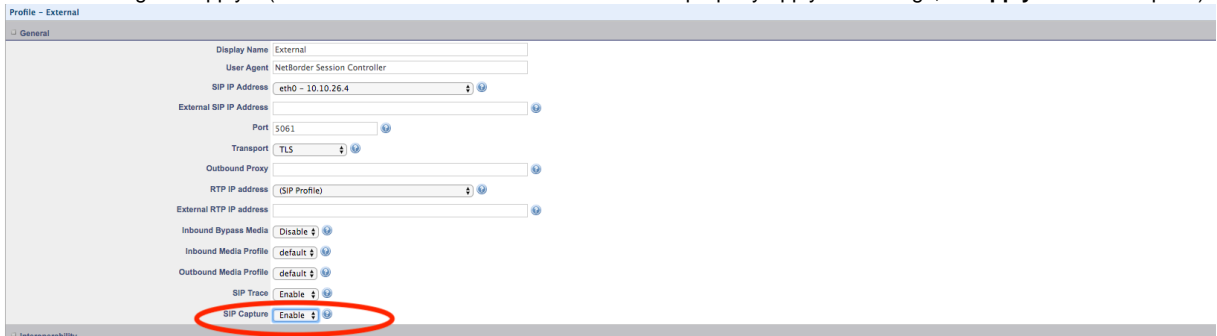 Profile - External
General
Display Name External
User Agent NetBorder Session Controller
SIP IP Address eth0 - 10.10.26.4
External SIP IP Address
Port 5061
Transport TLS
Outbound Proxy
RTP IP address (SIP Profile)
External RTP IP address
Inbound Bypass Media Disable
Inbound Media Profile default
Outbound Media Profile default
SIP Trace Enable
SIP Capture Enable
Interoperability